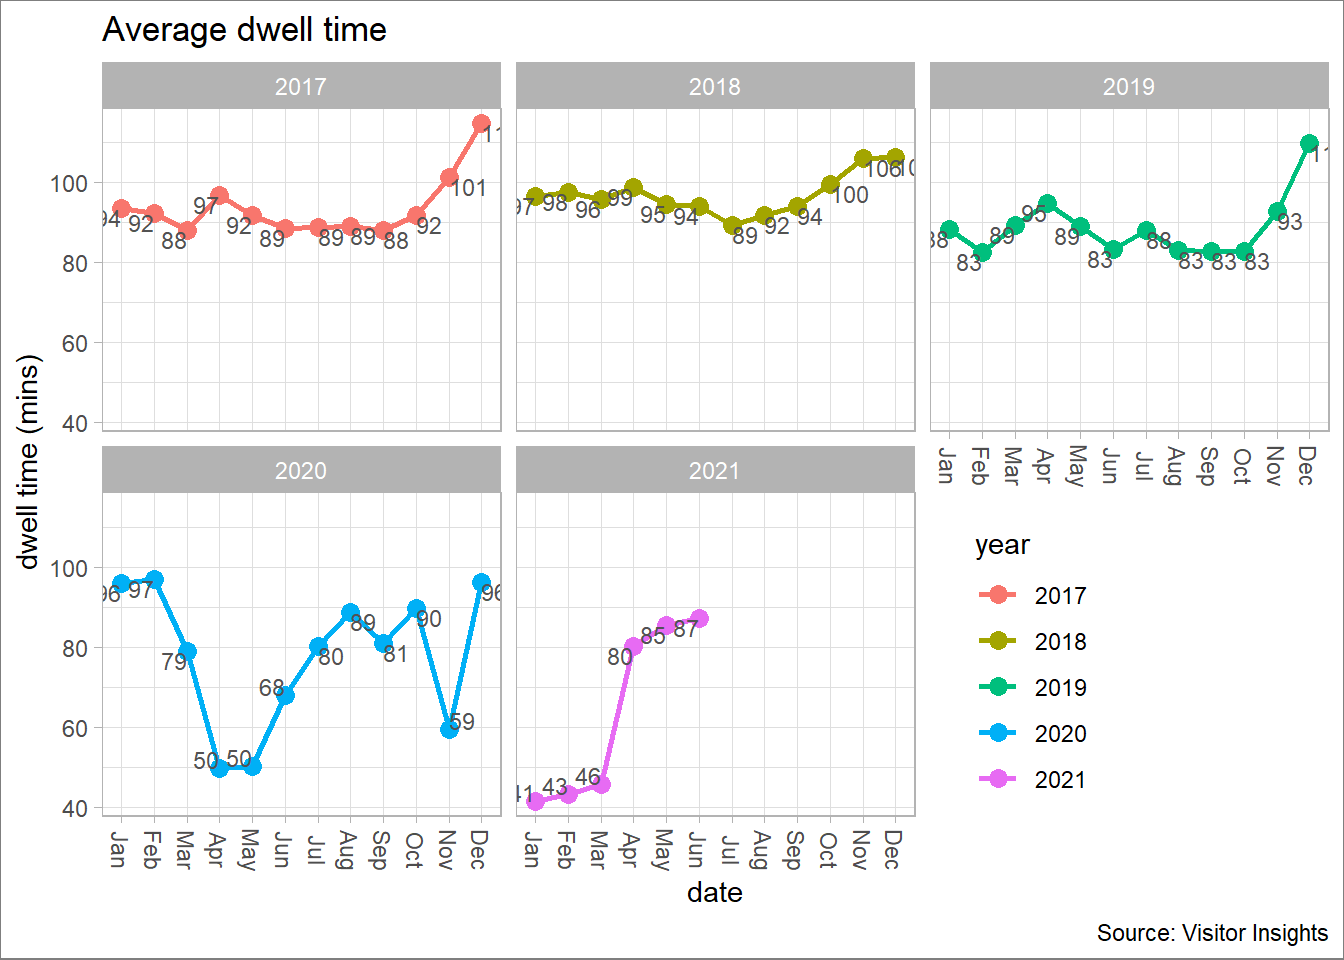 Average dwell time
2017 2018 2019
dwell time (mins)
100
80
60
40
94 92 88 97 92 89 89 89 88 92 101
97 98 96 99 95 94 89 92 94 100 106
88 83 89 95 89 83 88 83 83 83 93
Jan Feb Mar Apr May Jun Jul Aug Sep Oct Nov Dec
2020 2021
100
80
60
40
96 97 79 50 50 68 80 89 81 90 59 96
41 43 46 80 85 87
Jan Feb Mar Apr May Jun Jul Aug Sep Oct Nov Dec
Jan Feb Mar Apr May Jun Jul Aug Sep Oct Nov Dec
date
year
2017
2018
2019
2020
2021
Source: Visitor Insights